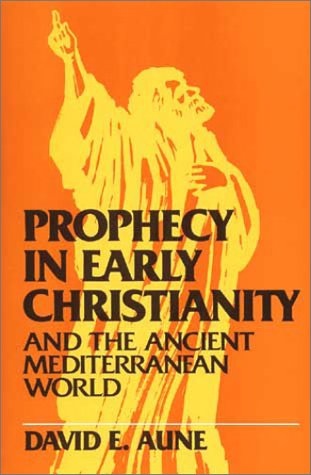 PROPHECY
IN EARLY
CHRISTIANITY
AND THE ANCIENT
MEDITERRANEAN
WORLD
DAVID E. AUNE